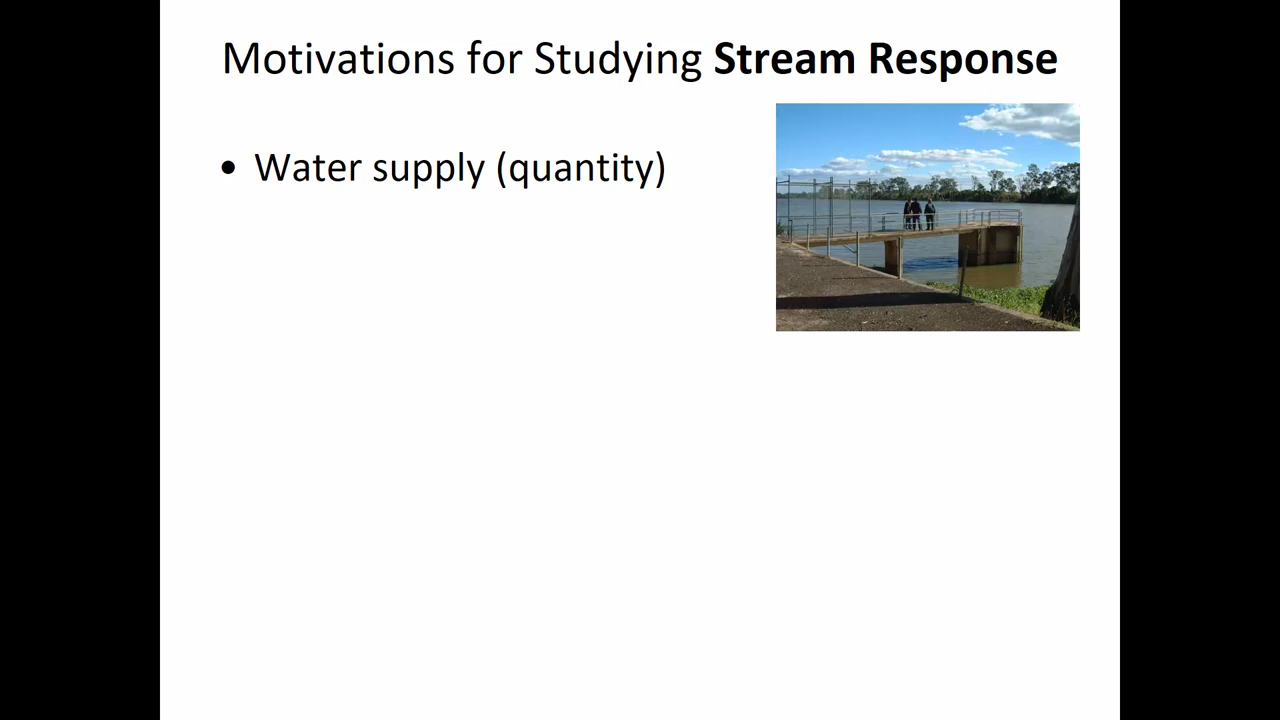 Motivations for Studying Stream Response
• Water supply (quantity)